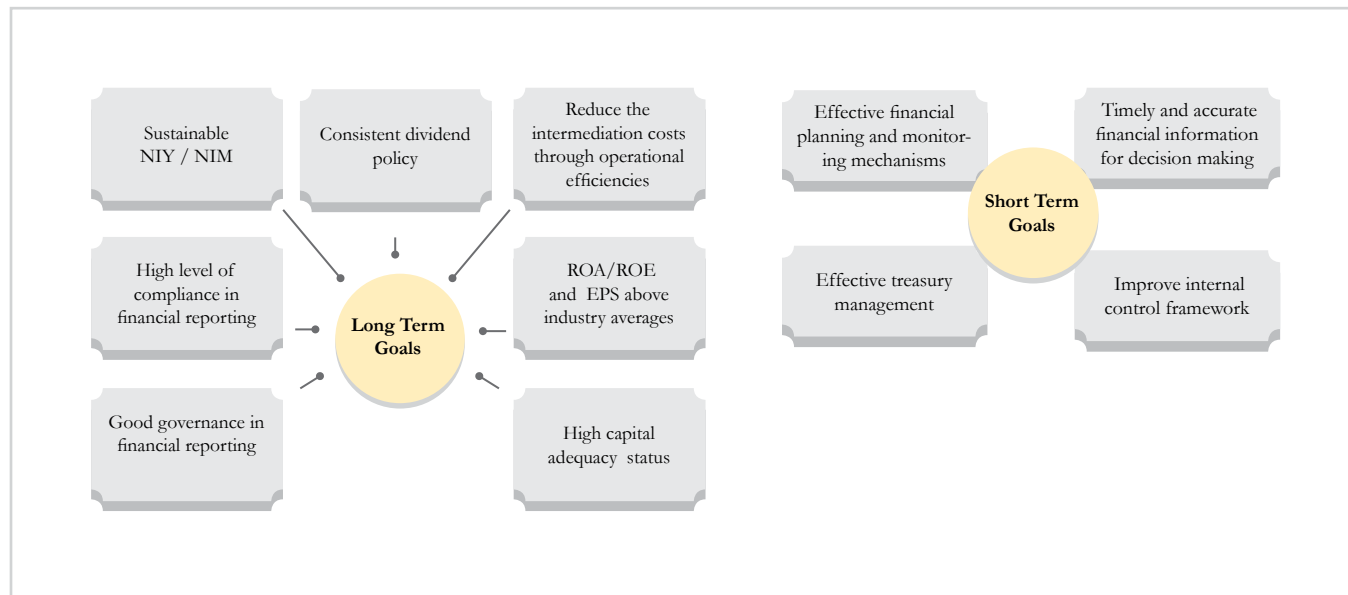 Sustainable
NIY / NIM
Consistent dividend
policy
Reduce the
intermediation costs
through operational
efficiencies
High level of
compliance in
financial reporting
Long Term
Goals
ROA/ROE
and EPS above
industry averages
Good governance in
financial reporting
High capital
adequacy status
Effective financial
planning and monitor-
ing mechanisms
Timely and accurate
financial information
for decision making
Short Term
Goals
Effective treasury
management
Improve internal
control framework